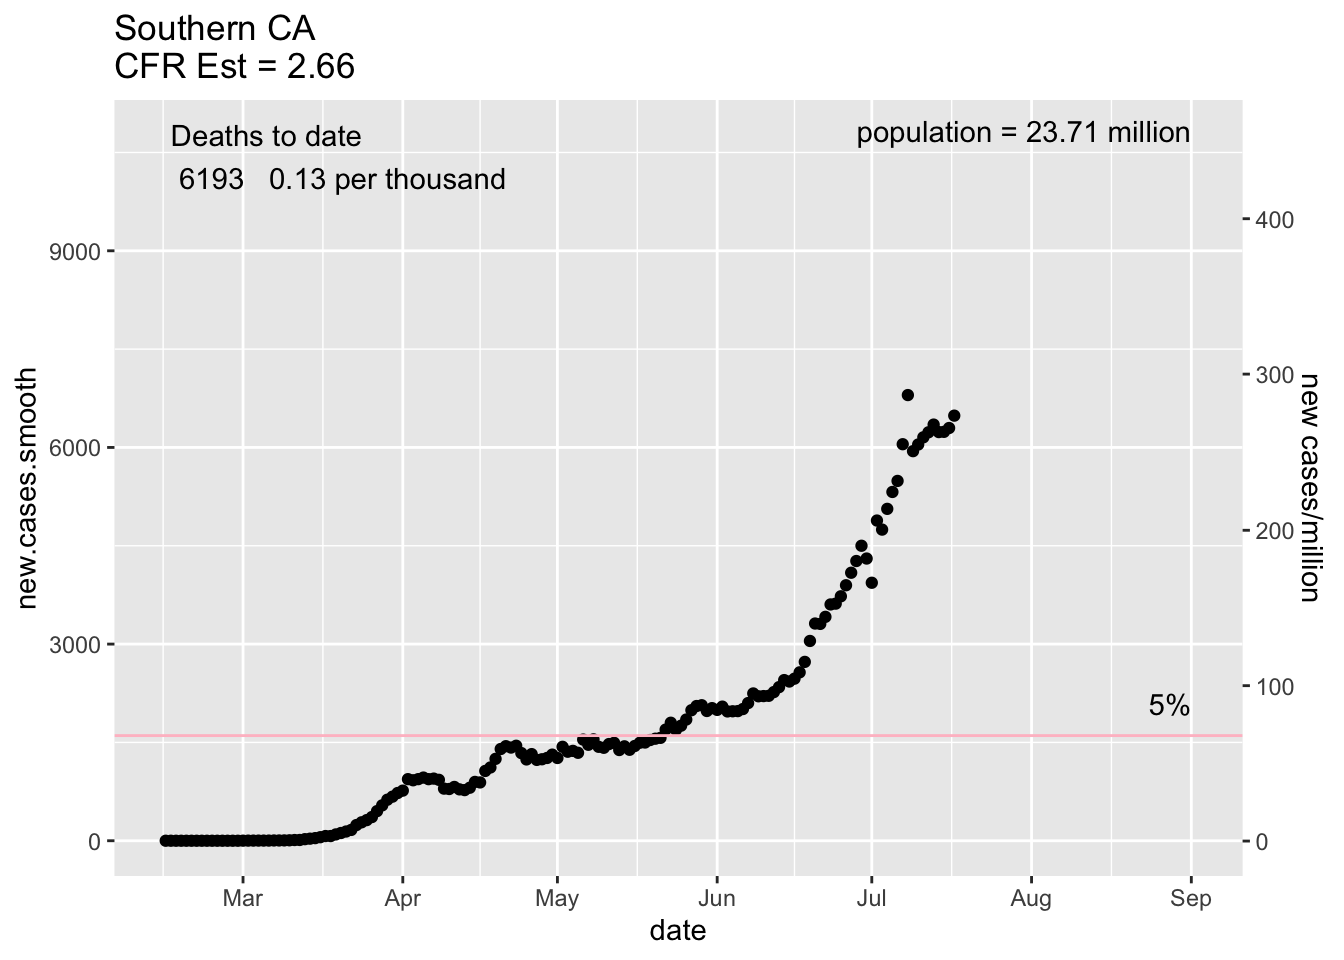 Southern CA
CFR Est = 2.66
Deaths to date
6193 0.13 per thousand
population = 23.71 million
9000
6000
3000
0
new.cases.smooth
400
300
200
100
0
new cases/million
5%
Mar Apr May Jun Jul Aug Sep
date